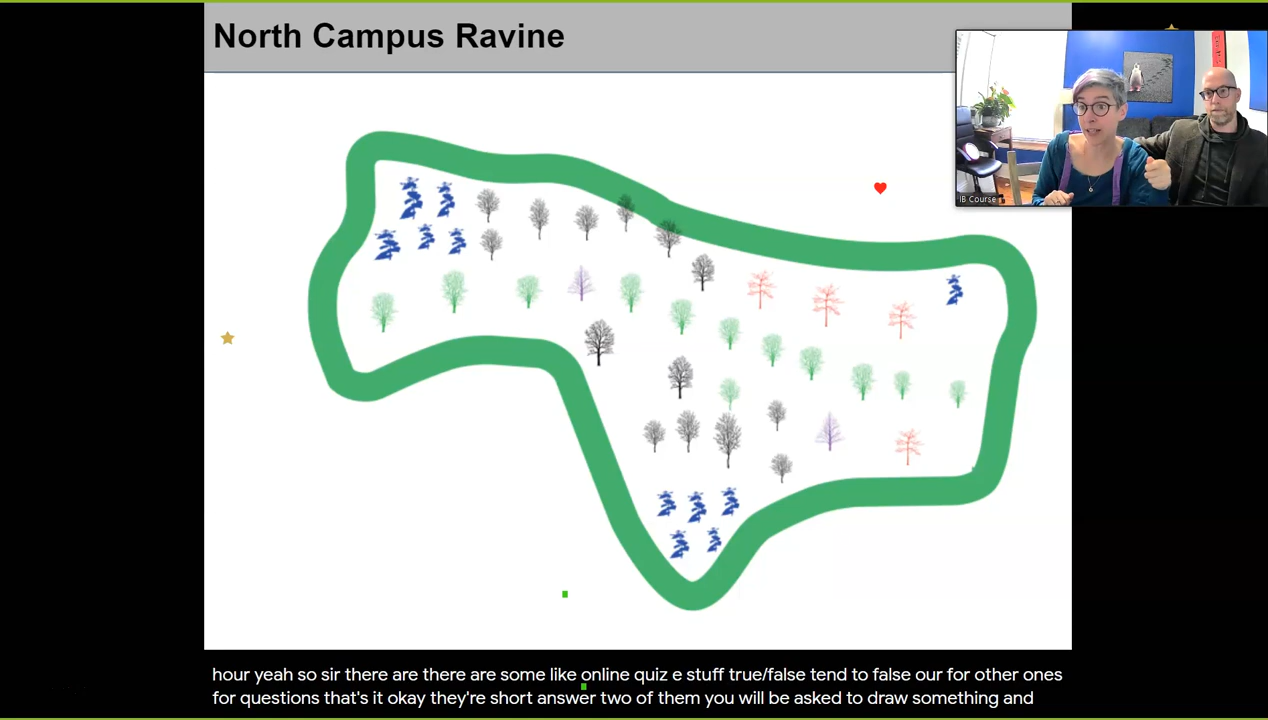 North Campus Ravine
IB Course
hour yeah so sir there are there are some like online quiz e stuff true/false tend to false our for other ones
for questions that's it okay they're short answer two of them you will be asked to draw something and